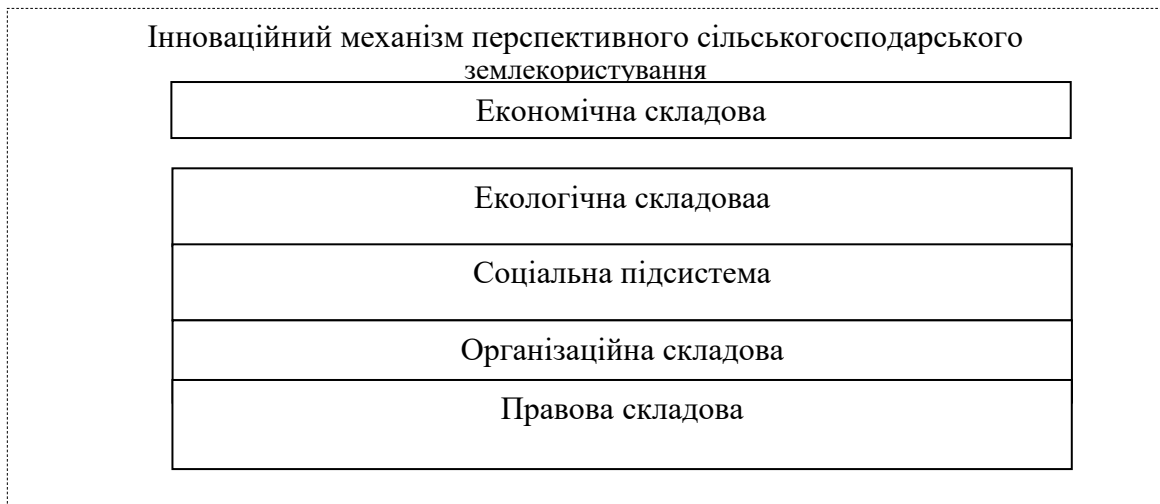 Інноваційний механізм перспективного сільськогосподарського
землекористування
Економічна складова
Екологічна складоваа
Соціальна підсистема
Організаційна складова
Правова складова